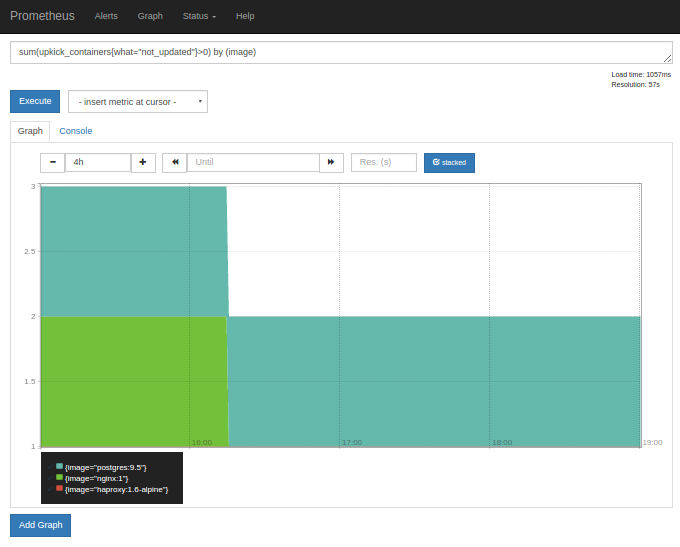 Prometheus Alerts Graph Status Help
sum(upkick_containers{what="not_updated"}>0) by (image)
Load time: 1057ms
Resolution: 57s
Execute - insert metric at cursor -
Graph Console
4h Until Res. (s) stacked
3
2.5
2
1.5
1
16:00 17:00 18:00 19:00
{image="postgres:9.5"}
{image="nginx:1"}
{image="haproxy:1.6-alpine"}
Add Graph